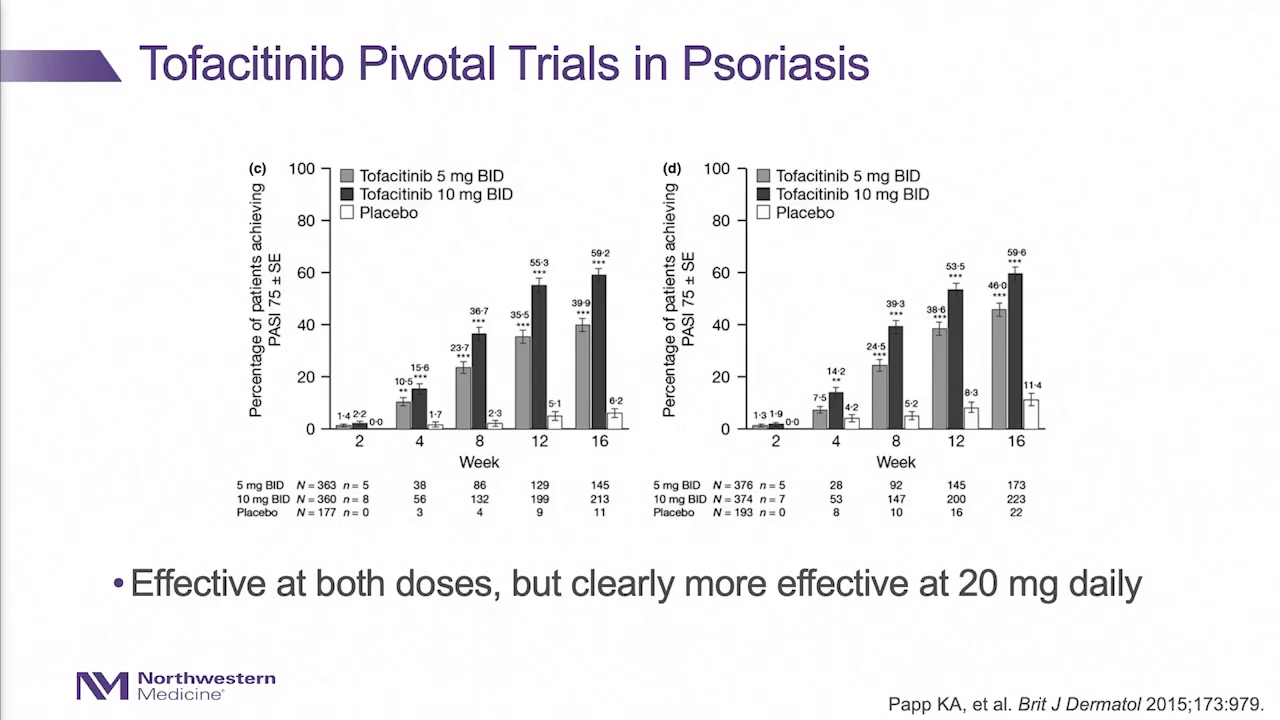 Tofacitinib Pivotal Trials in Psoriasis
(c)
Percentage of patients achieving
PASI 75 ± SE
100
80
60
40
20
0
Tofacitinib 5 mg BID
Tofacitinib 10 mg BID
Placebo
1·4 2·2 0·0
10·5 ** 15·6 *** 1·7
23·7 *** 36·7 *** 2·3
35·5 *** 55·3 *** 5·1
39·9 *** 59·2 *** 6·2
2 4 8 12 16
Week
5 mg BID N = 363 n = 5 38 86 129 145
10 mg BID N = 360 n = 8 56 132 199 213
Placebo N = 177 n = 0 3 4 9 11
(d)
Percentage of patients achieving
PASI 75 ± SE
100
80
60
40
20
0
Tofacitinib 5 mg BID
Tofacitinib 10 mg BID
Placebo
1·3 1·9 0·0
7·5 14·2 ** 4·2
24·5 *** 39·3 *** 5·2
38·6 *** 53·5 *** 8·3
46·0 *** 59·6 *** 11·4
2 4 8 12 16
Week
5 mg BID N = 376 n = 5 28 92 145 173
10 mg BID N = 374 n = 7 53 147 200 223
Placebo N = 193 n = 0 8 10 16 22
• Effective at both doses, but clearly more effective at 20 mg daily
NM Northwestern
Medicine®
Papp KA, et al. Brit J Dermatol 2015;173:979.